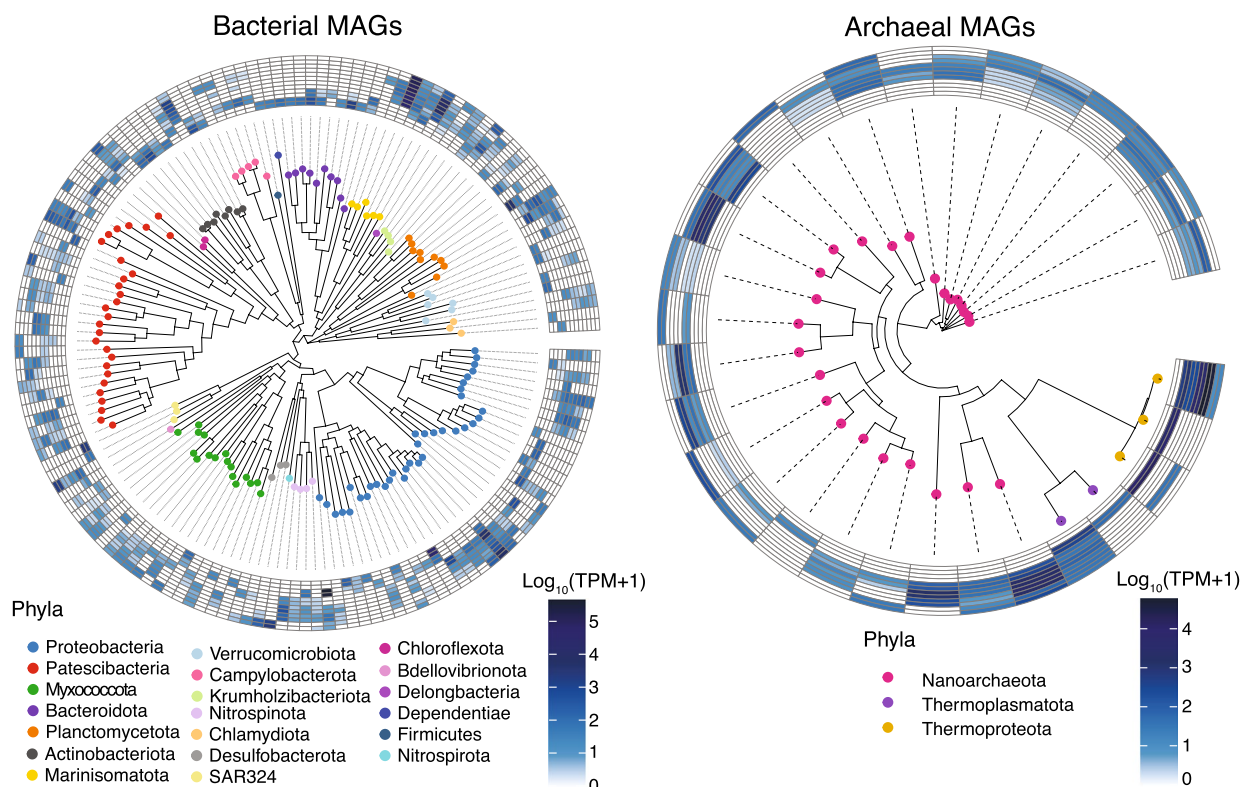 Bacterial MAGs
Archaeal MAGs
Log10(TPM+1)
5
4
3
2
1
0
Phyla
Proteobacteria
Patescibacteria
Myxococcota
Bacteroidota
Planctomycetota
Actinobacteriota
Marinisomatota
Verrucomicrobiota
Campylobacterota
Krumholzibacteriota
Nitrospinota
Chlamydiota
Desulfobacterota
SAR324
Chloroflexota
Bdellovibrionota
Delongbacteria
Dependentiae
Firmicutes
Nitrospirota
Log10(TPM+1)
4
3
2
1
0
Phyla
Nanoarchaeota
Thermoplasmatota
Thermoproteota